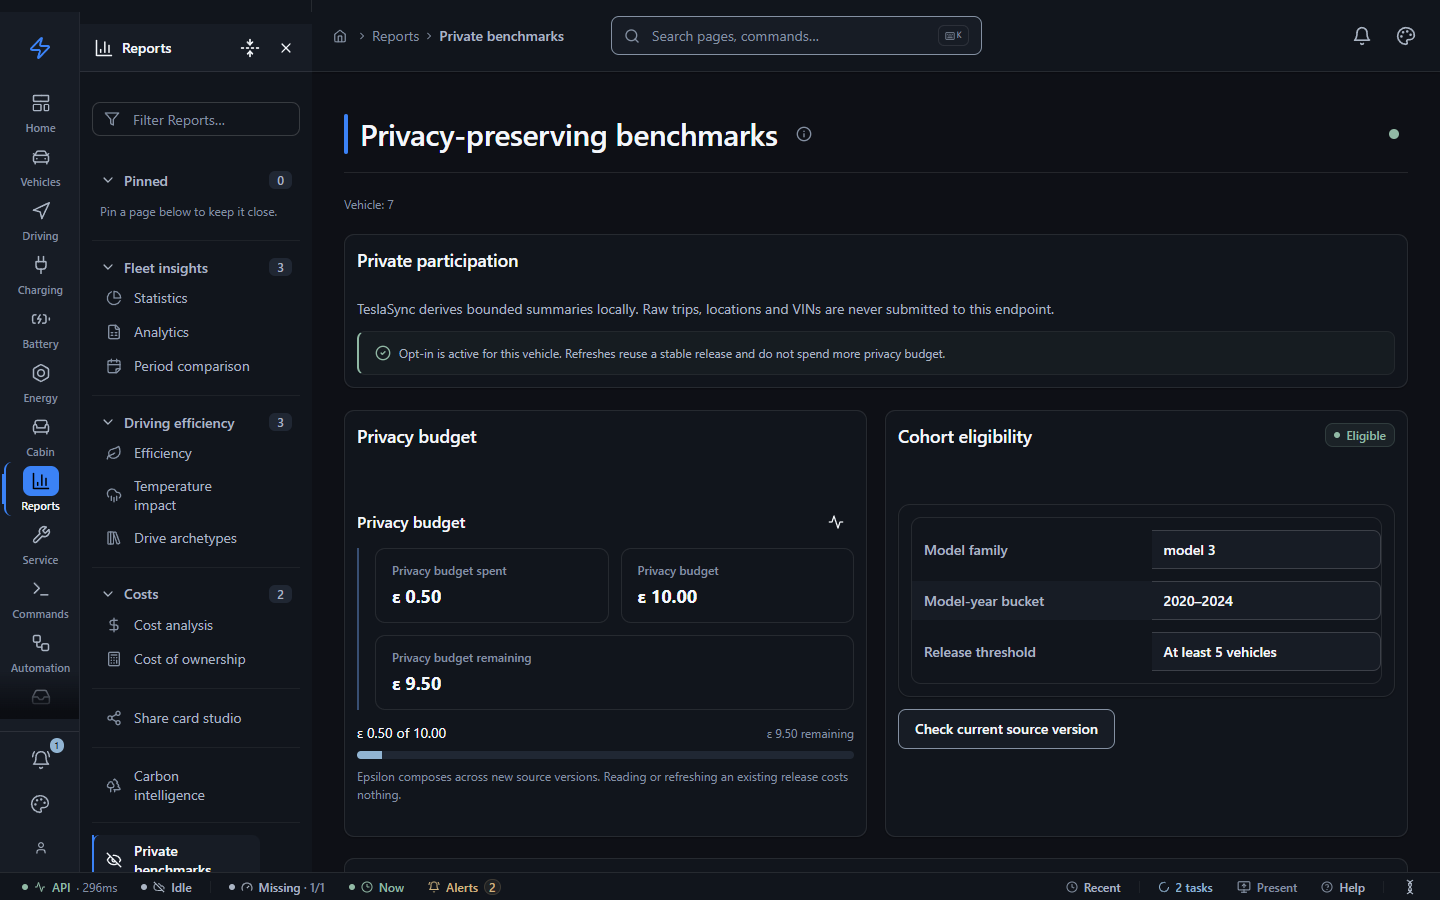 Reports
Reports
Private benchmarks
Search pages, commands...
K
Home
Vehicles
Driving
Charging
Battery
Energy
Cabin
Reports
Service
Commands
Automation
1
Filter Reports...
Pinned
0
Pin a page below to keep it close.
Fleet insights
3
Statistics
Analytics
Period comparison
Driving efficiency
3
Efficiency
Temperature
impact
Drive archetypes
Costs
2
Cost analysis
Cost of ownership
Share card studio
Carbon
intelligence
Private
benchmarks
Privacy-preserving benchmarks
Vehicle: 7
Private participation
TeslaSync derives bounded summaries locally. Raw trips, locations and VINs are never submitted to this endpoint.
Opt-in is active for this vehicle. Refreshes reuse a stable release and do not spend more privacy budget.
Privacy budget
Privacy budget
Privacy budget spent
ε 0.50
Privacy budget
ε 10.00
Privacy budget remaining
ε 9.50
ε 0.50 of 10.00
ε 9.50 remaining
Epsilon composes across new source versions. Reading or refreshing an existing release costs
nothing.
Cohort eligibility
Eligible
Model family
model 3
Model-year bucket
2020–2024
Release threshold
At least 5 vehicles
Check current source version
API · 296ms
Idle
Missing · 1/1
Now
Alerts 2
Recent
2 tasks
Present
Help